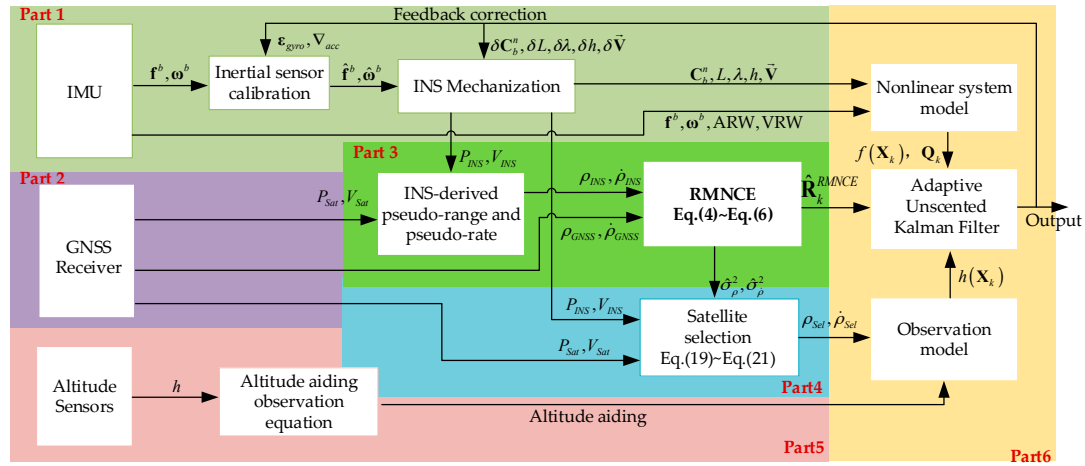 Part 1
Feedback correction
IMU
𝐟ᵇ, 𝛚ᵇ
𝛆_gyro, ∇_acc
Inertial sensor
calibration
𝐟̂ᵇ, 𝛚̂ᵇ
δ𝐂_b^n, δL, δλ, δh, δV⃗
INS Mechanization
𝐂_b^n, L, λ, h, V⃗
𝐟ᵇ, 𝛚ᵇ, ARW, VRW
Nonlinear system
model
f(𝐗_k), 𝐐_k
Part 2
GNSS
Receiver
P_Sat, V_Sat
Part 3
P_INS, V_INS
INS-derived
pseudo-range and
pseudo-rate
ρ_INS, ρ̇_INS
ρ_GNSS, ρ̇_GNSS
RMNCE
Eq.(4)~Eq.(6)
𝐑̂_k^RMNCE
Adaptive
Unscented
Kalman Filter
Output
σ̂_ρ^2, σ̂_ρ̇^2
h(𝐗_k)
P_INS, V_INS
P_Sat, V_Sat
Satellite
selection
Eq.(19)~Eq.(21)
ρ_Sel, ρ̇_Sel
Observation
model
Part4
Altitude
Sensors
h
Altitude aiding
observation
equation
Altitude aiding
Part5
Part6